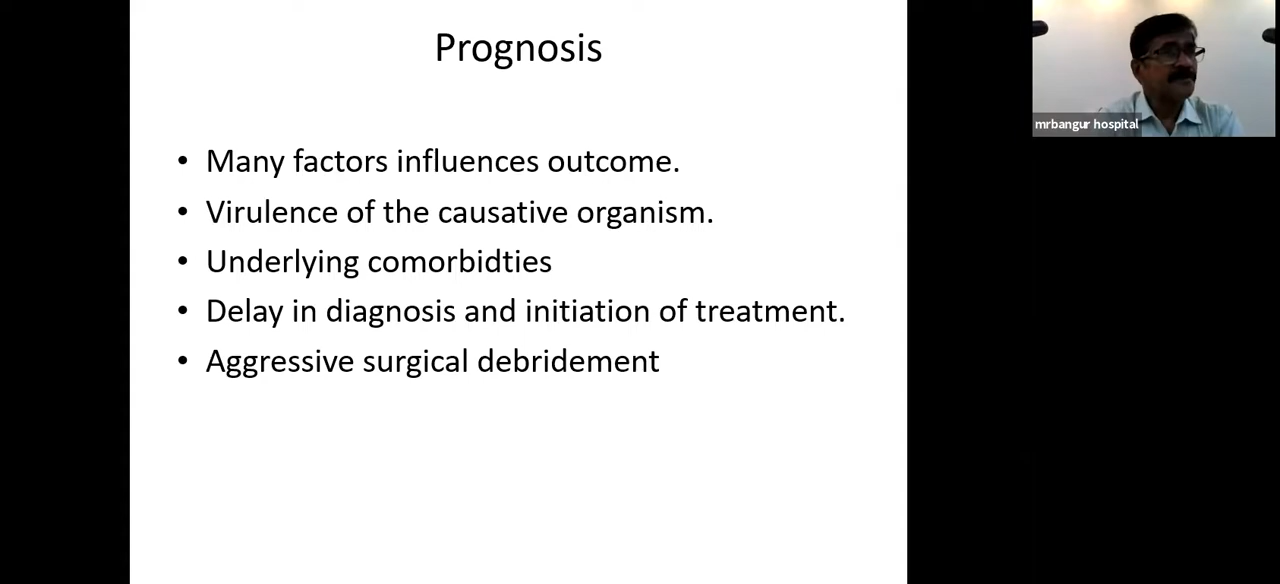 Prognosis
• Many factors influences outcome.
• Virulence of the causative organism.
• Underlying comorbidties
• Delay in diagnosis and initiation of treatment.
• Aggressive surgical debridement
mrbangur hospital